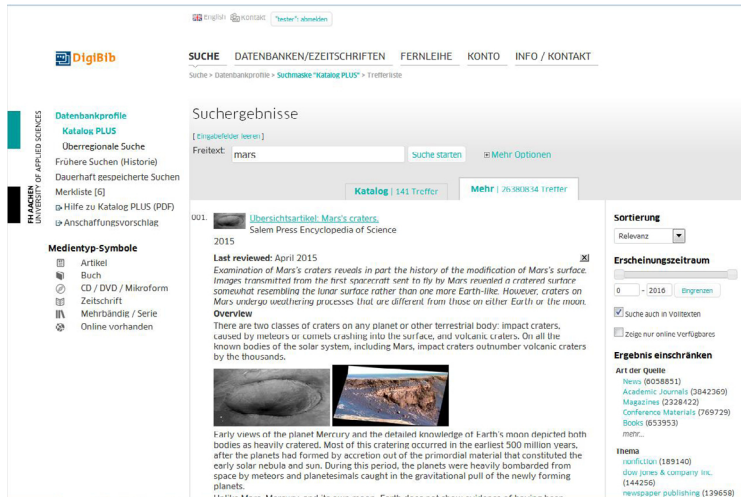 English Kontakt "tester": abmelden
DigiBib
SUCHE DATENBANKEN/EZEITSCHRIFTEN FERNLEIHE KONTO INFO / KONTAKT
Suche > Datenbankprofile > Suchmaske "Katalog PLUS" > Trefferliste
FH AACHEN
UNIVERSITY OF APPLIED SCIENCES
Datenbankprofile
Katalog PLUS
Überregionale Suche
Frühere Suchen (Historie)
Dauerhaft gespeicherte Suchen
Merkliste [6]
Hilfe zu Katalog PLUS (PDF)
Anschaffungsvorschlag
Medientyp-Symbole
Artikel
Buch
CD / DVD / Mikroform
Zeitschrift
Mehrbändig / Serie
Online vorhanden
Suchergebnisse
[ Eingabefelder leeren ]
Freitext: mars Suche starten Mehr Optionen
Katalog | 141 Treffer Mehr | 26380834 Treffer
001. Übersichtsartikel: Mars's craters.
Salem Press Encyclopedia of Science
2015
Last reviewed: April 2015
Examination of Mars's craters reveals in part the history of the modification of Mars's surface.
Images transmitted from the first spacecraft sent to fly by Mars revealed a cratered surface
somewhat resembling the lunar surface rather than one more Earth-like. However, craters on
Mars undergo weathering processes that are different from those on either Earth or the moon.
Overview
There are two classes of craters on any planet or other terrestrial body: impact craters,
caused by meteors or comets crashing into the surface, and volcanic craters. On all the
known bodies of the solar system, including Mars, impact craters outnumber volcanic craters
by the thousands.
Early views of the planet Mercury and the detailed knowledge of Earth's moon depicted both
bodies as heavily cratered. Most of this cratering occurred in the earliest 500 million years,
after the planets had formed by accretion out of the primordial material that constituted the
early solar nebula and sun. During this period, the planets were heavily bombarded from
space by meteors and planetesimals caught in the gravitational pull of the newly forming
planets.
Sortierung
Relevanz
Erscheinungszeitraum
0 - 2016 Eingrenzen
Suche auch in Volltexten
Zeige nur online Verfügbares
Ergebnis einschränken
Art der Quelle
News (6058851)
Academic Journals (3842369)
Magazines (2328422)
Conference Materials (769729)
Books (653953)
mehr...
Thema
nonfiction (189140)
dow jones & company inc.
(144256)
newspaper publishing (139658)